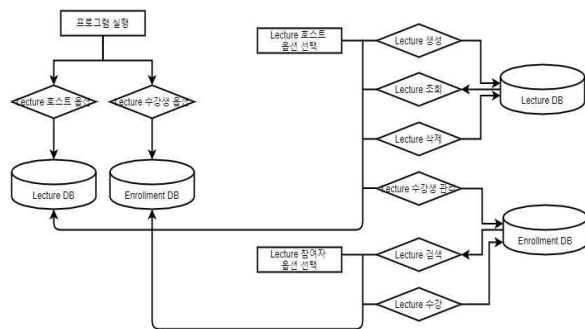 프로그램 실행
Lecture 호스트 옵션
Lecture 수강생 옵션
Lecture DB
Enrollment DB
Lecture 호스트
옵션 선택
Lecture 생성
Lecture 조회
Lecture DB
Lecture 삭제
Lecture 수강생 관리
Enrollment DB
Lecture 참여자
옵션 선택
Lecture 검색
Lecture 수강